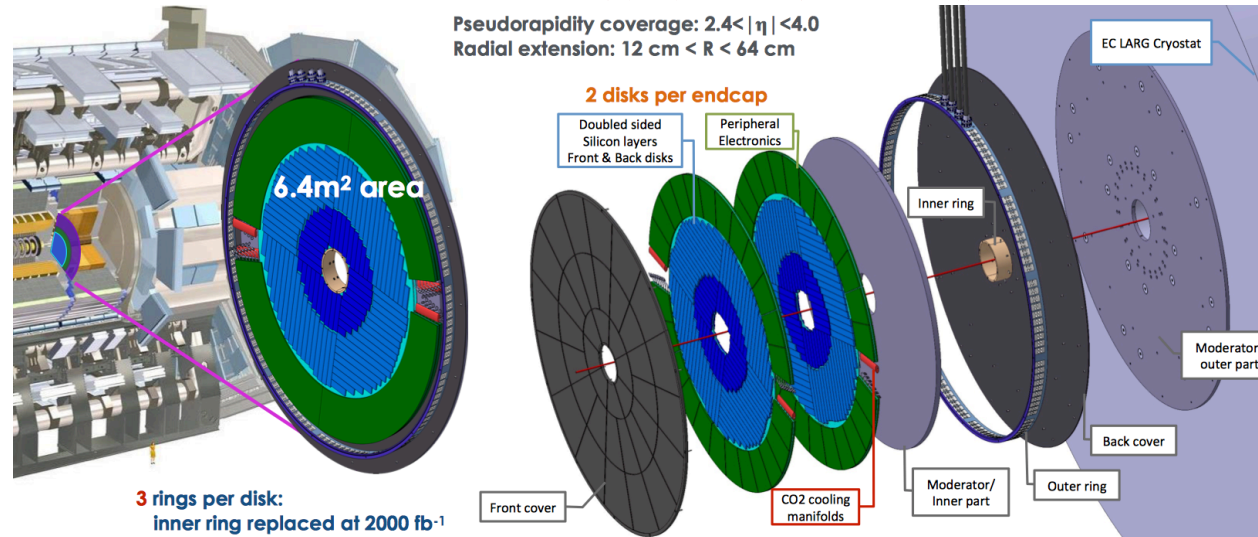 Pseudorapidity coverage: 2.4<|η|<4.0
Radial extension: 12 cm < R < 64 cm
EC LARG Cryostat
2 disks per endcap
Doubled sided
Silicon layers
Front & Back disks
Peripheral
Electronics
6.4m² area
Inner ring
Moderator
outer part
Back cover
Outer ring
Moderator/
Inner part
CO2 cooling
manifolds
Front cover
3 rings per disk:
inner ring replaced at 2000 fb⁻¹